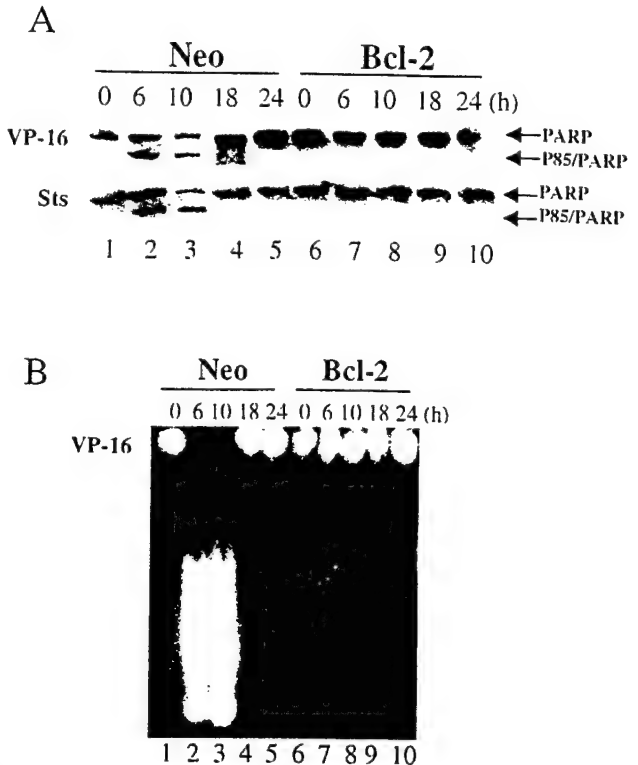 A
Neo Bcl-2
0 6 10 18 24 0 6 10 18 24 (h)
VP-16 PARP
P85/PARP
Sts PARP
P85/PARP
1 2 3 4 5 6 7 8 9 10
B
Neo Bcl-2
0 6 10 18 24 0 6 10 18 24 (h)
VP-16
1 2 3 4 5 6 7 8 9 10